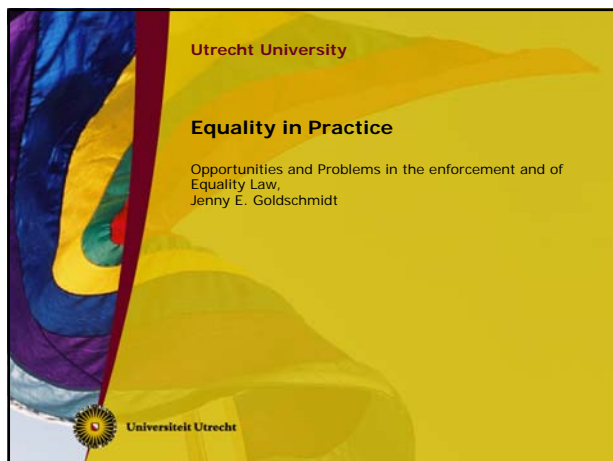 Utrecht University
Equality in Practice
Opportunities and Problems in the enforcement and of
Equality Law,
Jenny E. Goldschmidt
Universiteit Utrecht